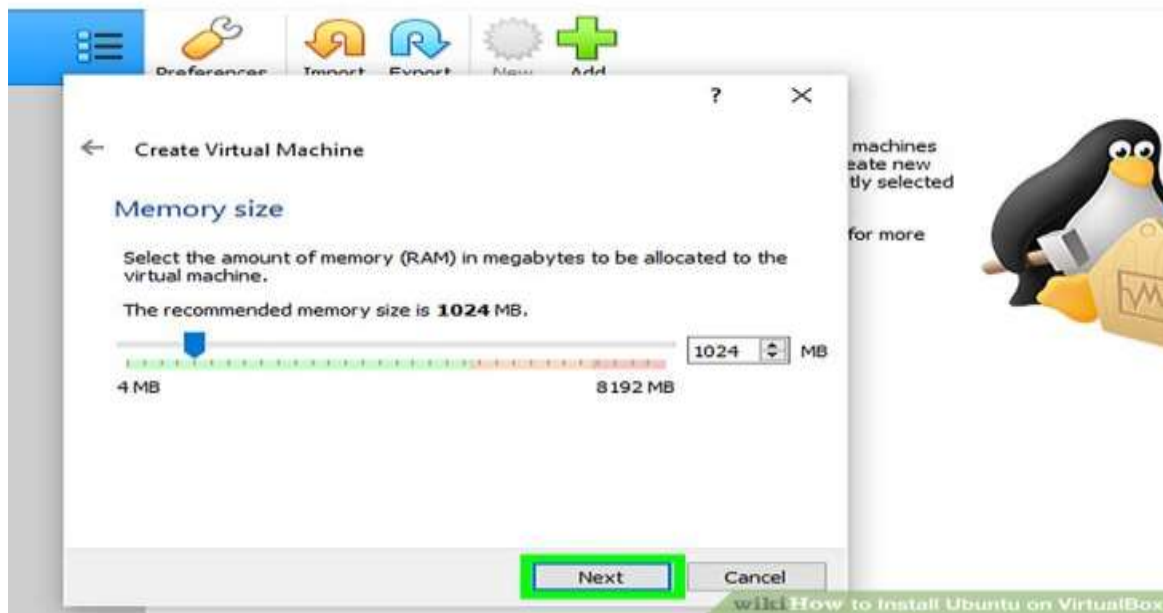 Preferences Import Export New Add
? ×
← Create Virtual Machine
Memory size
Select the amount of memory (RAM) in megabytes to be allocated to the
virtual machine.
The recommended memory size is 1024 MB.
1024 MB
4 MB 8192 MB
Next Cancel
machines
eate new
tly selected
for more
wikiHow to Install Ubuntu on VirtualBox